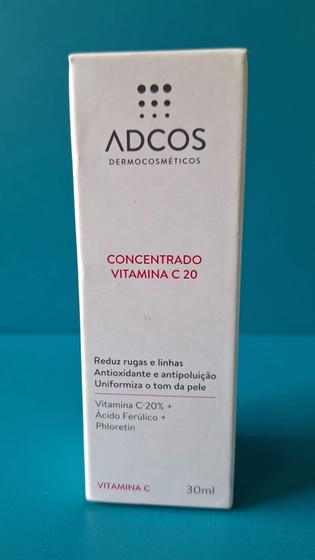 ADCOS
DERMOCOSMÉTICOS
CONCENTRADO
VITAMINA C 20
Reduz rugas e linhas
Antioxidante e antipoluição
Uniformiza o tom da pele
Vitamina C 20% +
Ácido Ferúlico +
Phloretin
VITAMINA C 30ml